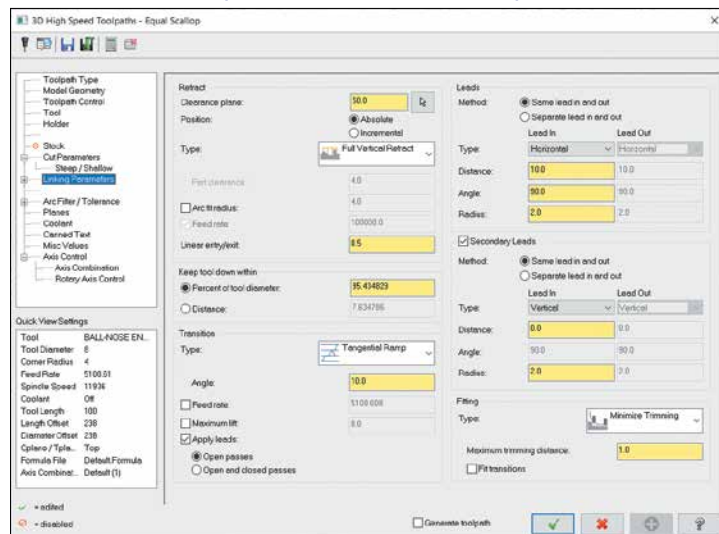 3D High Speed Toolpaths - Equal Scallop
Toolpath Type
Model Geometry
Toolpath Control
Tool
Holder
Stock
Cut Parameters
Steep / Shallow
Linking Parameters
Arc Filter / Tolerance
Planes
Coolant
Canned Text
Misc Values
Axis Control
Axis Combination
Rotary Axis Control
Quick View Settings
Tool BALL-NOSE EN...
Tool Diameter 8
Corner Radius 4
Feed Rate 5100.61
Spindle Speed 11936
Coolant Off
Tool Length 100
Length Offset 238
Diameter Offset 238
Cplane / Tpla... Top
Formula File Default.Formula
Axis Combinat... Default (1)
= edited
= disabled
Retract
Clearance plane: 50.0
Position: Absolute
Incremental
Type: Full Vertical Retract
Part clearance 4.0
Arc fit radius: 4.0
Feed rate 100000.0
Linear entry/exit: 0.5
Keep tool down within
Percent of tool diameter: 95.434829
Distance: 7.634786
Transition
Type: Tangential Ramp
Angle: 10.0
Feed rate: 5100.608
Maximum lift: 8.0
Apply leads:
Open passes
Open and closed passes
Leads
Method: Same lead in and out
Separate lead in and out
Lead In Lead Out
Type: Horizontal Horizontal
Distance: 10.0 10.0
Angle: 90.0 90.0
Radius: 2.0 2.0
Secondary Leads
Method: Same lead in and out
Separate lead in and out
Lead In Lead Out
Type: Vertical Vertical
Distance: 0.0 0.0
Angle: 90.0 90.0
Radius: 2.0 2.0
Fitting
Type: Minimize Trimming
Maximum trimming distance: 1.0
Fit transitions
Generate toolpath